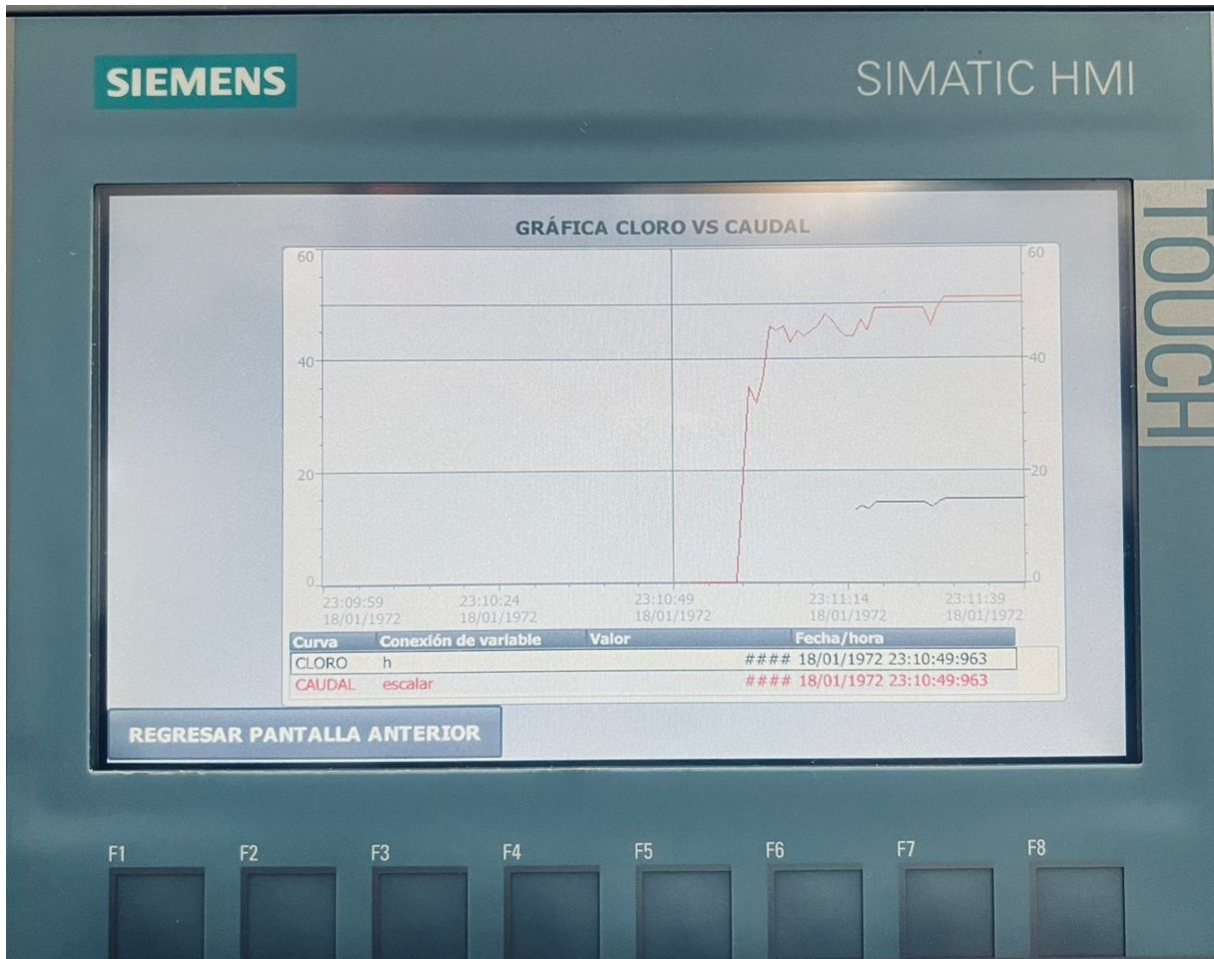 SIEMENS
SIMATIC HMI
TOUCH
GRÁFICA CLORO VS CAUDAL
60 60
40 40
20 20
0 0
23:09:59 23:10:24 23:10:49 23:11:14 23:11:39
18/01/1972 18/01/1972 18/01/1972 18/01/1972 18/01/1972
Curva Conexión de variable Valor Fecha/hora
CLORO h #### 18/01/1972 23:10:49:963
CAUDAL escalar #### 18/01/1972 23:10:49:963
REGRESAR PANTALLA ANTERIOR
F1 F2 F3 F4 F5 F6 F7 F8